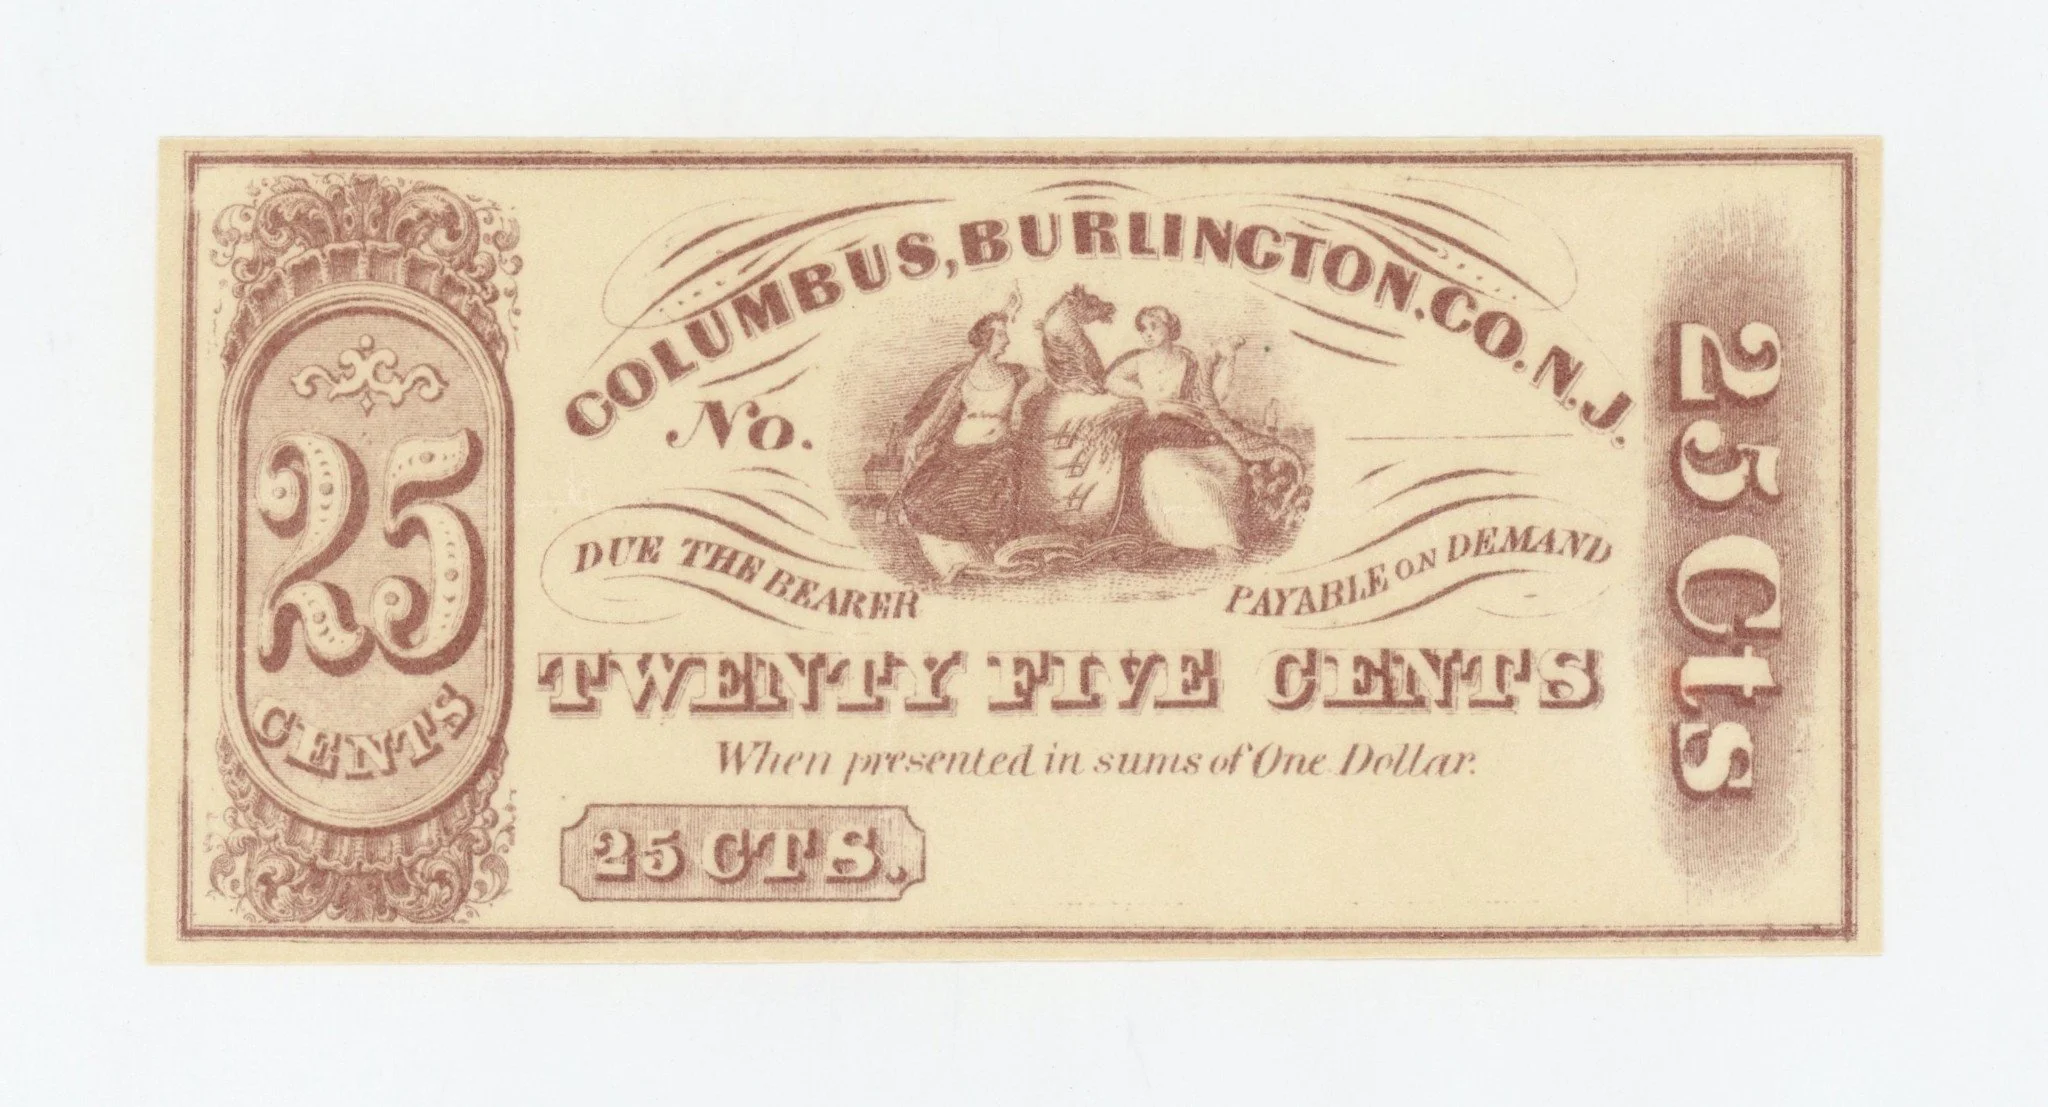 25
CENTS
COLUMBUS, BURLINGTON. CO. N.J.
No.
DUE THE BEARER
PAYABLE ON DEMAND
TWENTY FIVE CENTS
When presented in sums of One Dollar.
25 CTS.
25 Cts